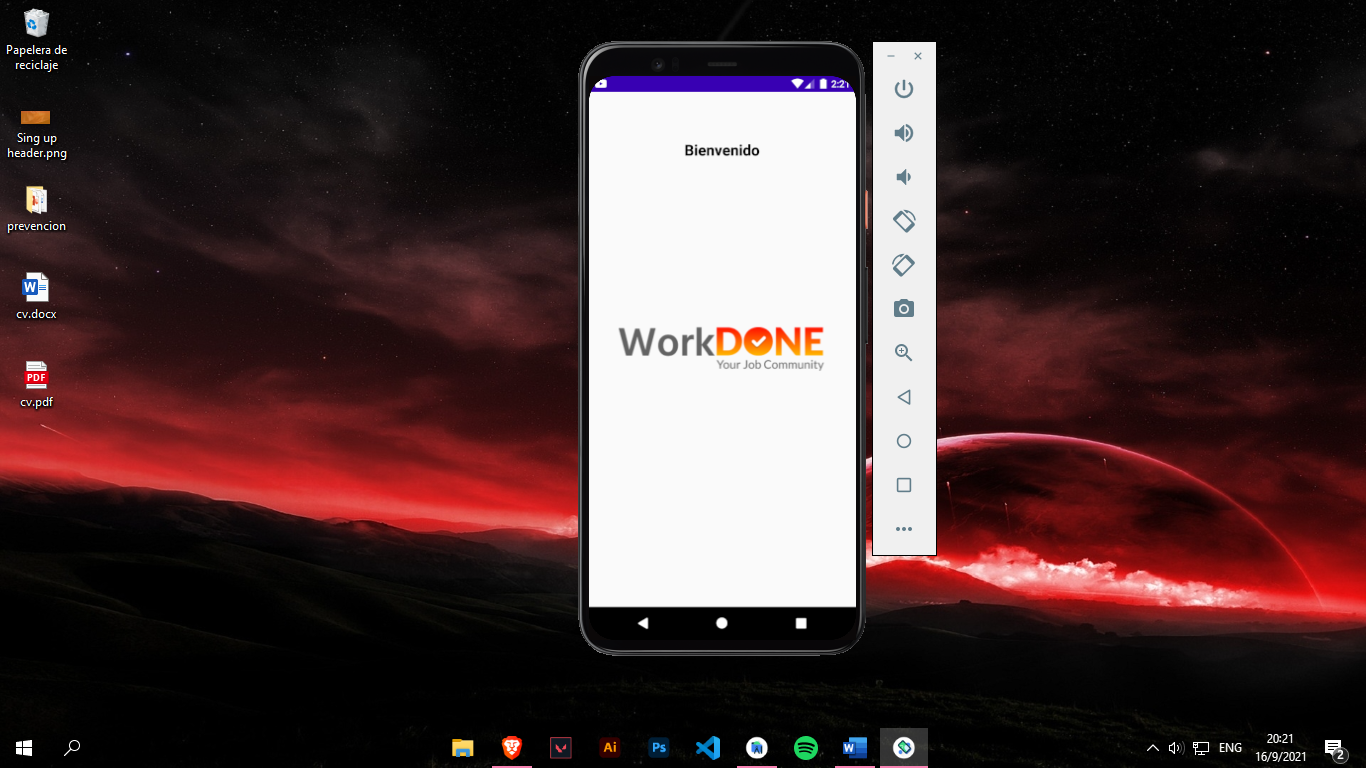 Papelera de
reciclaje
Sing up
header.png
prevencion
cv.docx
PDF
cv.pdf
2:21
Bienvenido
WorkDONE
Your Job Community
Ai
Ps
W
ENG
20:21
16/9/2021
2